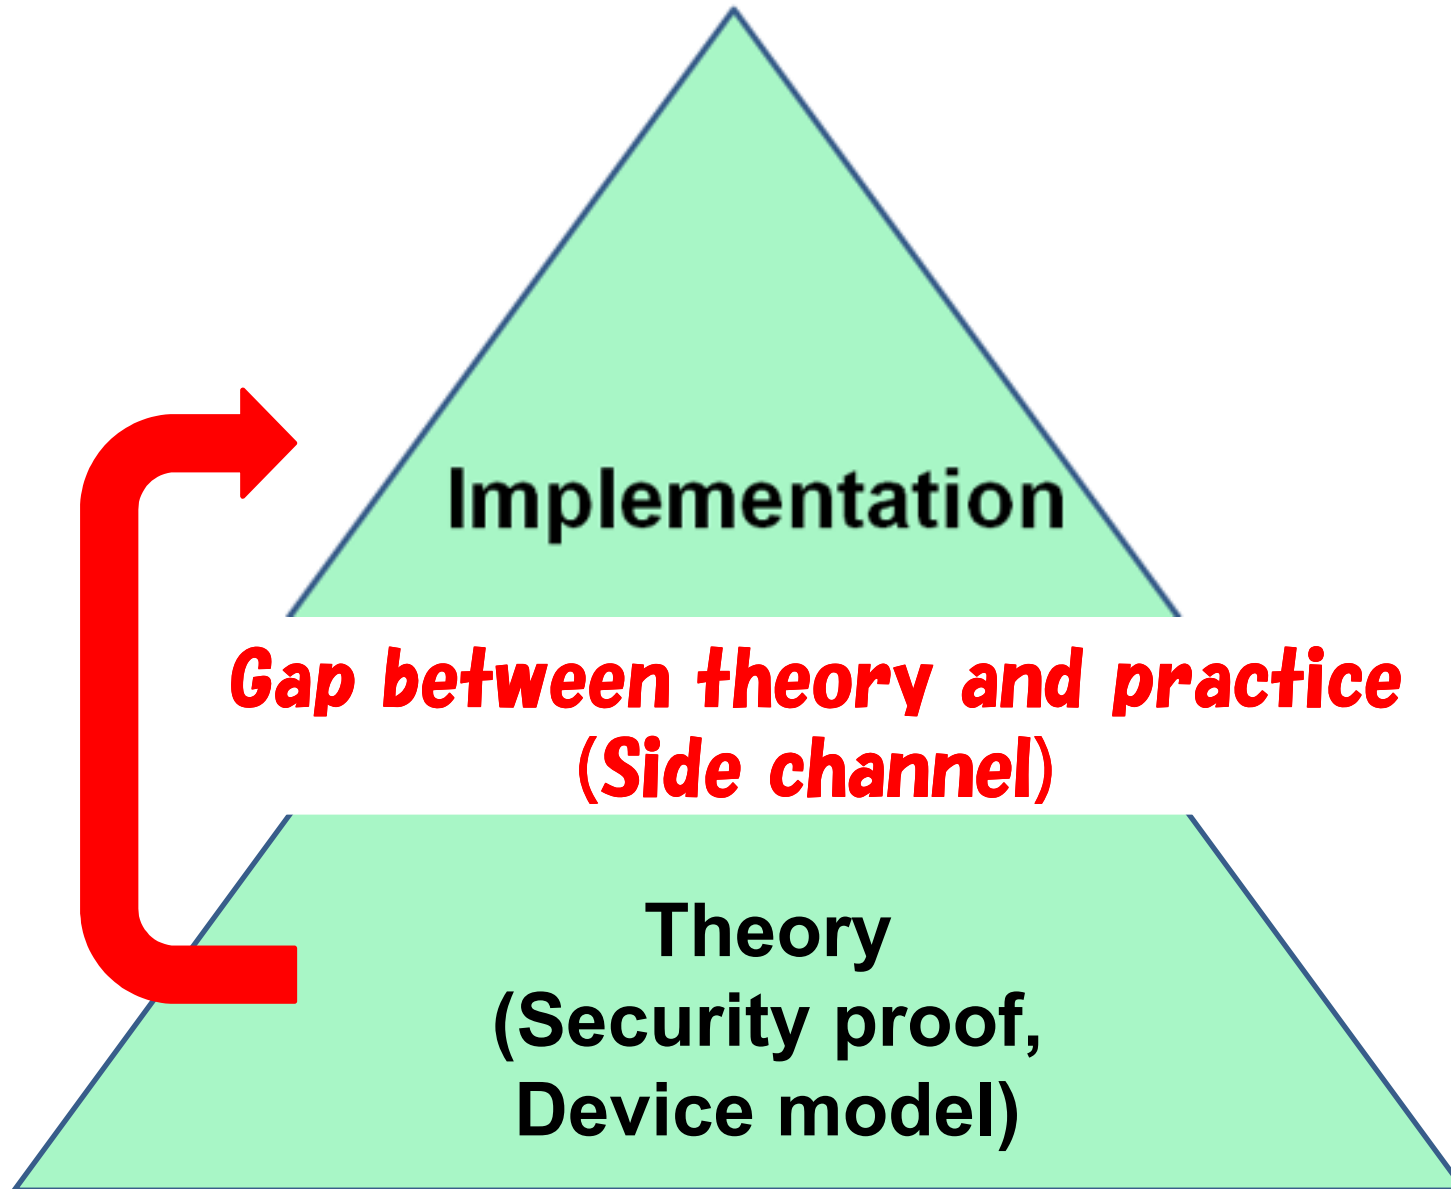 Implementation
Gap between theory and practice
(Side channel)
Theory
(Security proof,
Device model)